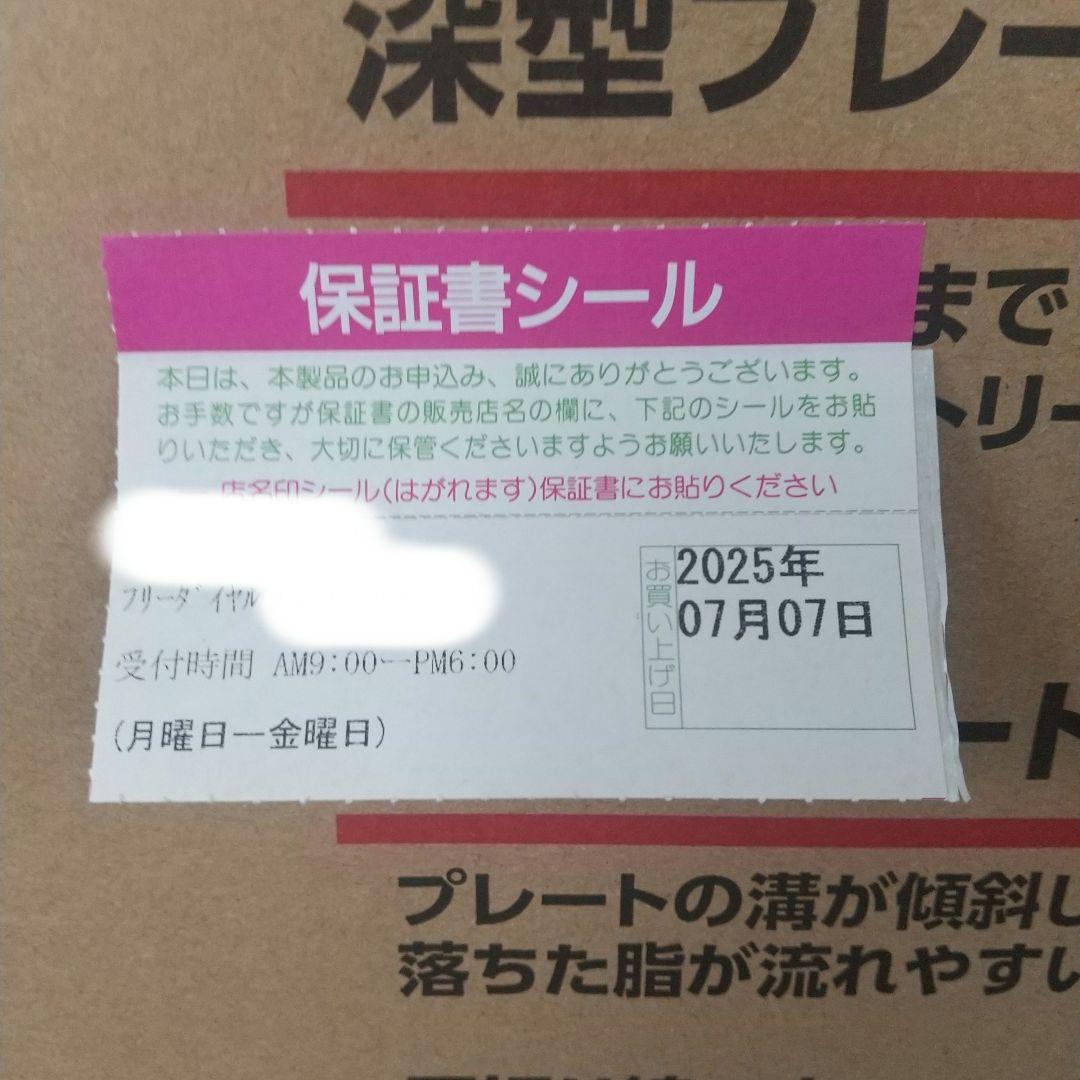 深型プレー
保証書シール
まで
本日は、本製品のお申込み、誠にありがとうございます。
お手数ですが保証書の販売店名の欄に、下記のシールをお貼
りいただき、大切に保管くださいますようお願いいたします。
トリー
店名印シール(はがれます)保証書にお貼りください
フリーダイヤル
お買い上げ日
2025年
07月07日
受付時間 AM9:00ーPM6:00
(月曜日ー金曜日)
ート
プレートの溝が傾斜し
落ちた脂が流れやすい